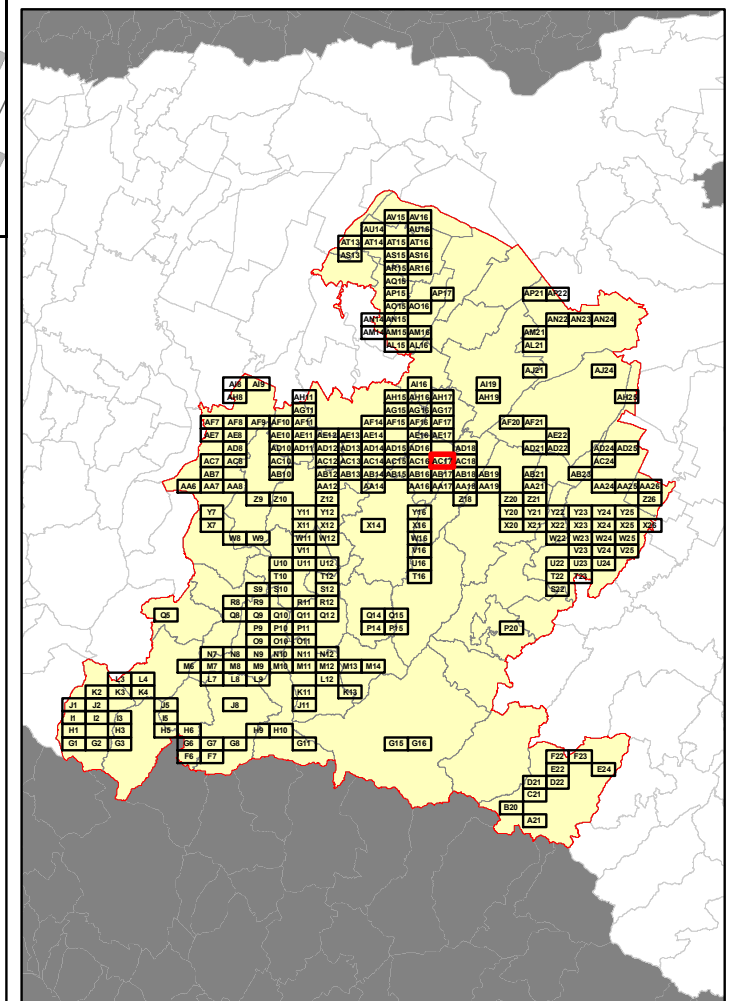 AV15 AV16
AU14 AU16
AT13 AT14 AT15 AT16
AS13 AS15 AS16
AR15 AR16
AQ15
AP15 AP17 AP21 AP22
AO15 AO16
AN14 AN15 AN22 AN23 AN24
AM14 AM15 AM16 AM21
AL15 AL16 AL21
AJ21 AJ24
AI8 AI9 AI16 AI19
AH8 AH11 AH15 AH16 AH17 AH19 AH25
AG11 AG15 AG16 AG17
AF7 AF8 AF9 AF10 AF11 AF14 AF15 AF16 AF17 AF20 AF21
AE7 AE8 AE10 AE11 AE12 AE13 AE14 AE16 AE17 AE22
AD8 AD10 AD11 AD12 AD13 AD14 AD15 AD16 AD18 AD21 AD22 AD24 AD25
AC7 AC8 AC10 AC12 AC13 AC14 AC15 AC16 AC17 AC18 AC24
AB7 AB10 AB12 AB13 AB14 AB15 AB16 AB17 AB18 AB19 AB21 AB23
AA6 AA7 AA8 AA12 AA14 AA16 AA17 AA18 AA19 AA21 AA24 AA25 AA26
Z9 Z10 Z12 Z18 Z20 Z21 Z26
Y7 Y11 Y12 Y16 Y20 Y21 Y22 Y23 Y24 Y25
X7 X11 X12 X14 X16 X20 X21 X22 X23 X24 X25 X26
W8 W9 W11 W12 W16 W22 W23 W24 W25
V11 V16 V23 V24 V25
U10 U11 U12 U16 U22 U23 U24
T10 T12 T16 T22 T23
S9 S10 S12 S22
R8 R9 R11 R12
Q5 Q8 Q9 Q10 Q11 Q12 Q14 Q15
P9 P10 P11 P14 P15 P20
O9 O10 O11
N7 N8 N9 N10 N11 N12
M6 M7 M8 M9 M10 M11 M12 M13 M14
L3 L4 L7 L8 L9 L12
K2 K3 K4 K11 K13
J1 J2 J5 J8 J11
I1 I2 I3 I5
H1 H3 H5 H6 H9 H10
G1 G2 G3 G6 G7 G8 G11 G15 G16
F6 F7 F22 F23
E22 E24
D21 D22
C21
B20
A21